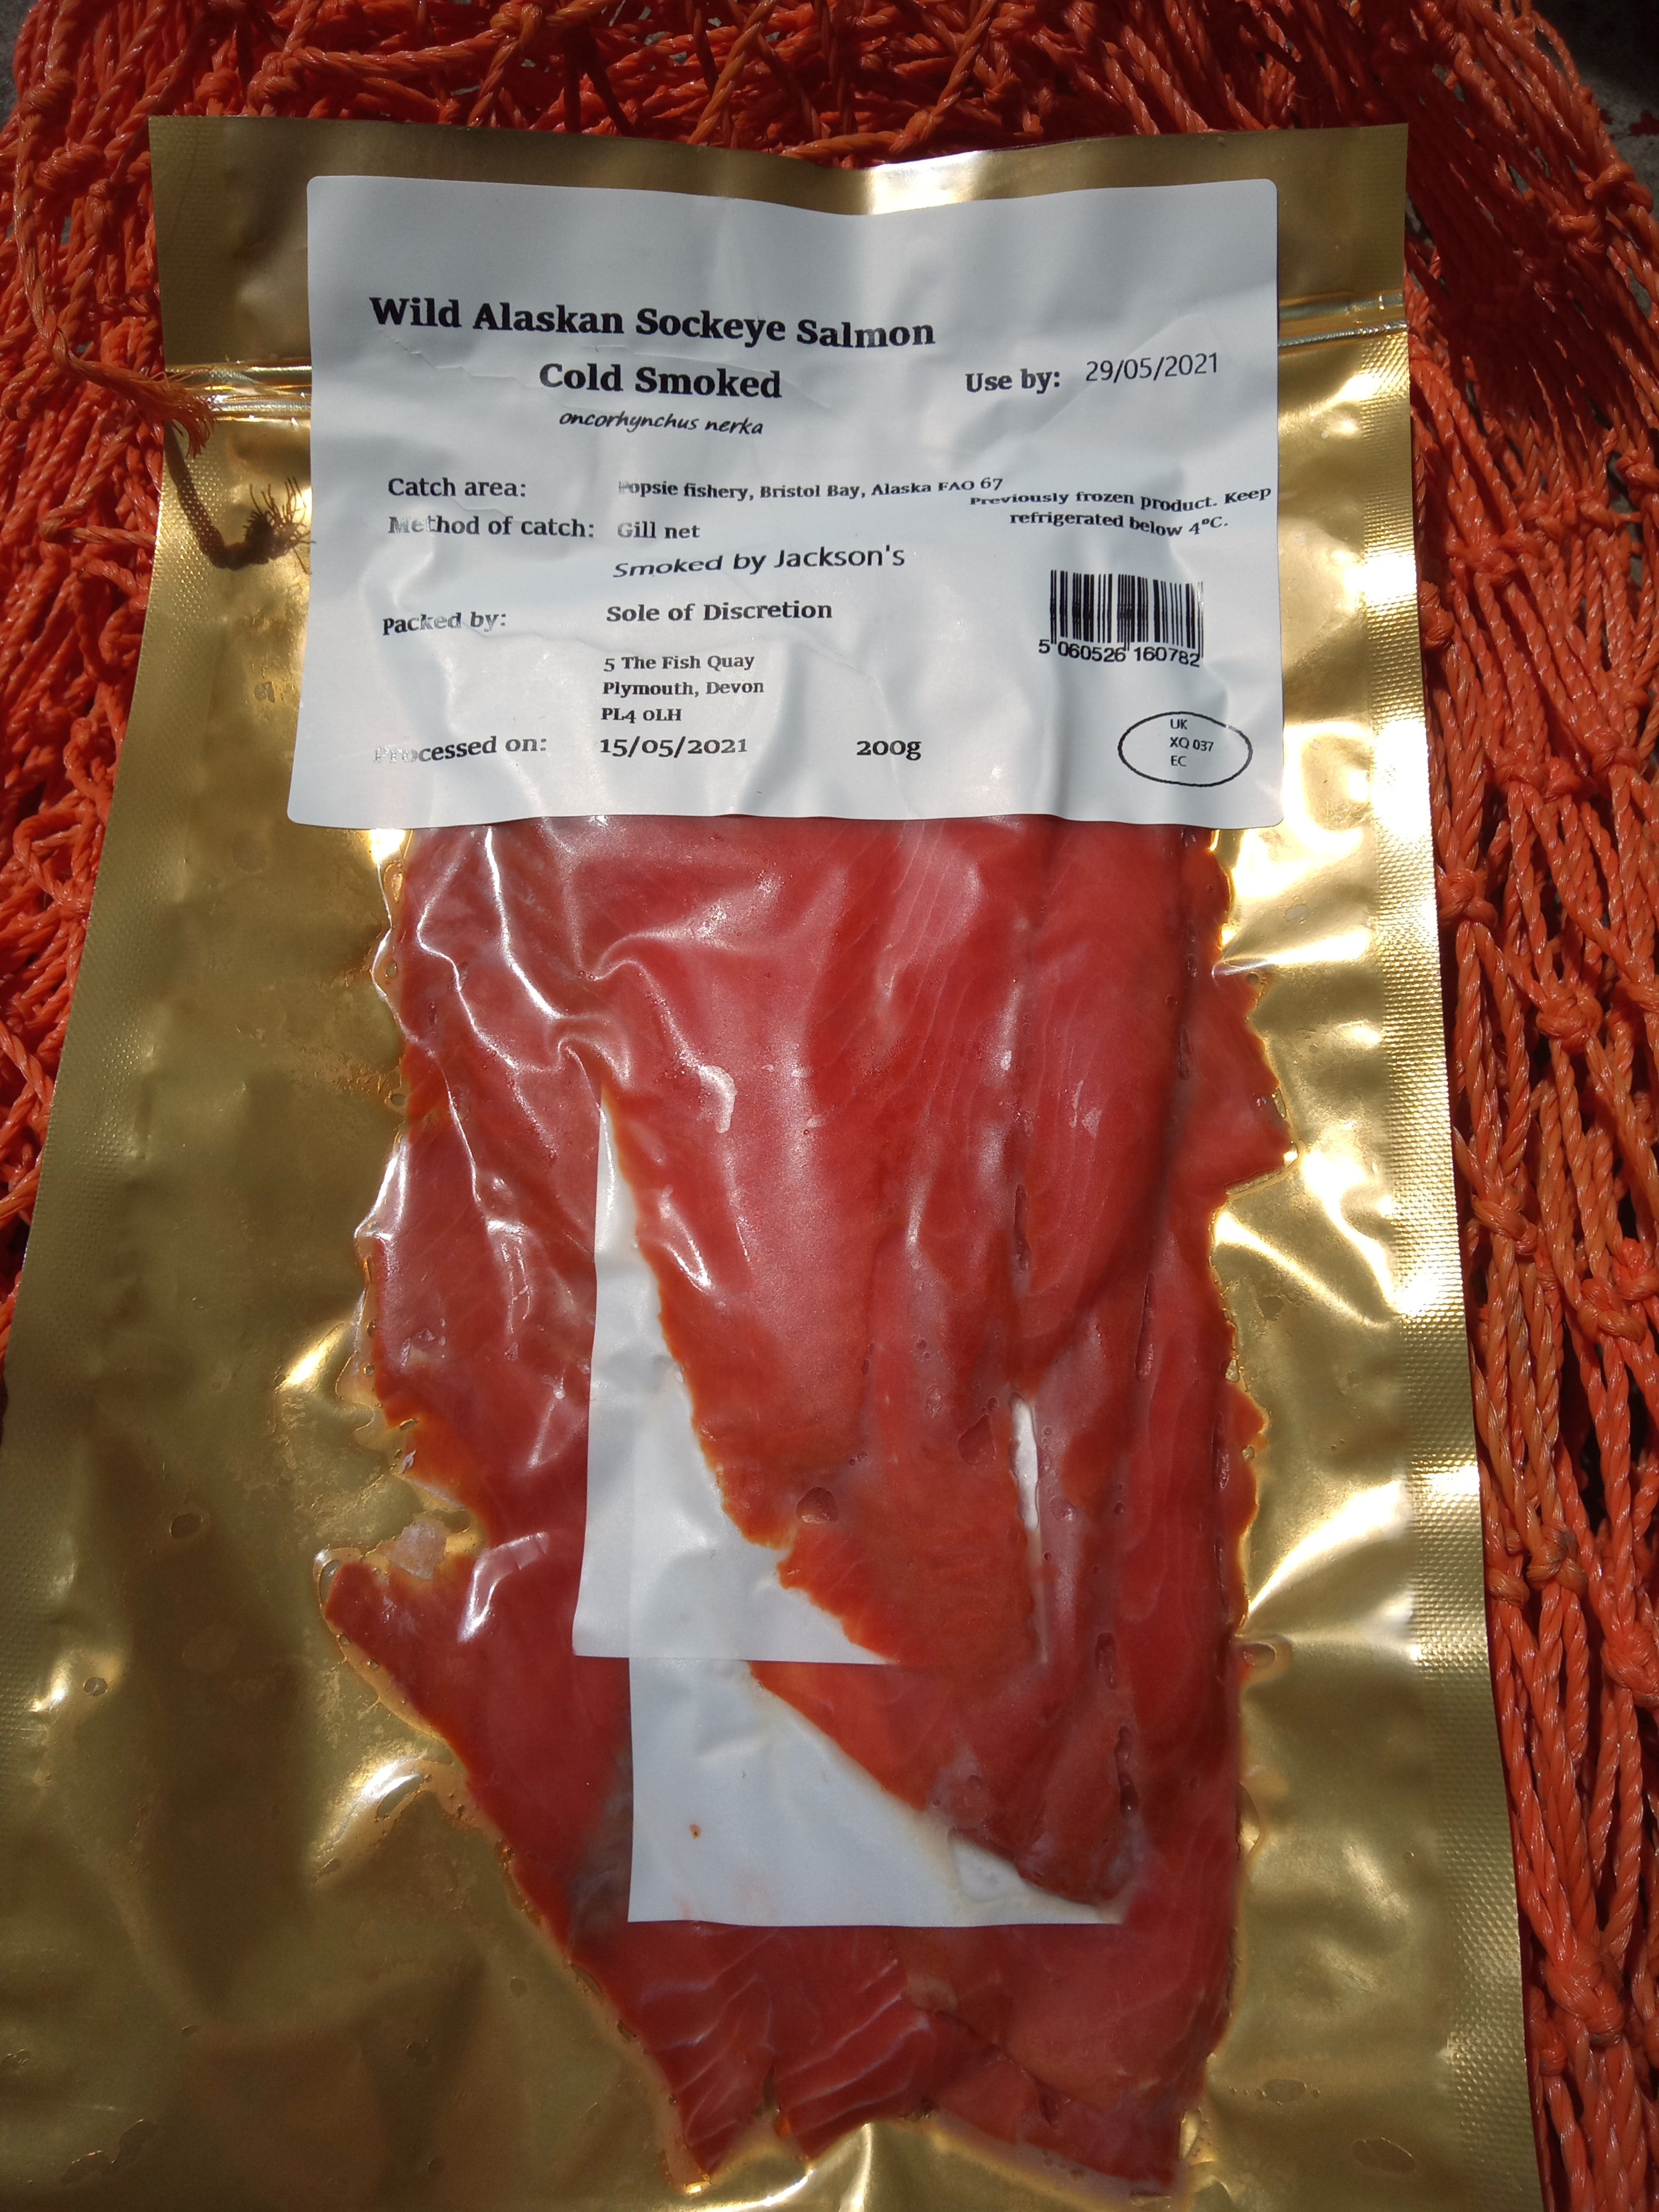 Wild Alaskan Sockeye Salmon
Cold Smoked
Use by: 29/05/2021
oncorhynchus nerka
Catch area: Popsie fishery, Bristol Bay, Alaska FAO 67
Previously frozen product. Keep
refrigerated below 4°C.
Method of catch: Gill net
Smoked by Jackson's
Packed by: Sole of Discretion
5 060526 160782
5 The Fish Quay
Plymouth, Devon
PL4 0LH
Processed on: 15/05/2021 200g
UK
XQ 037
EC